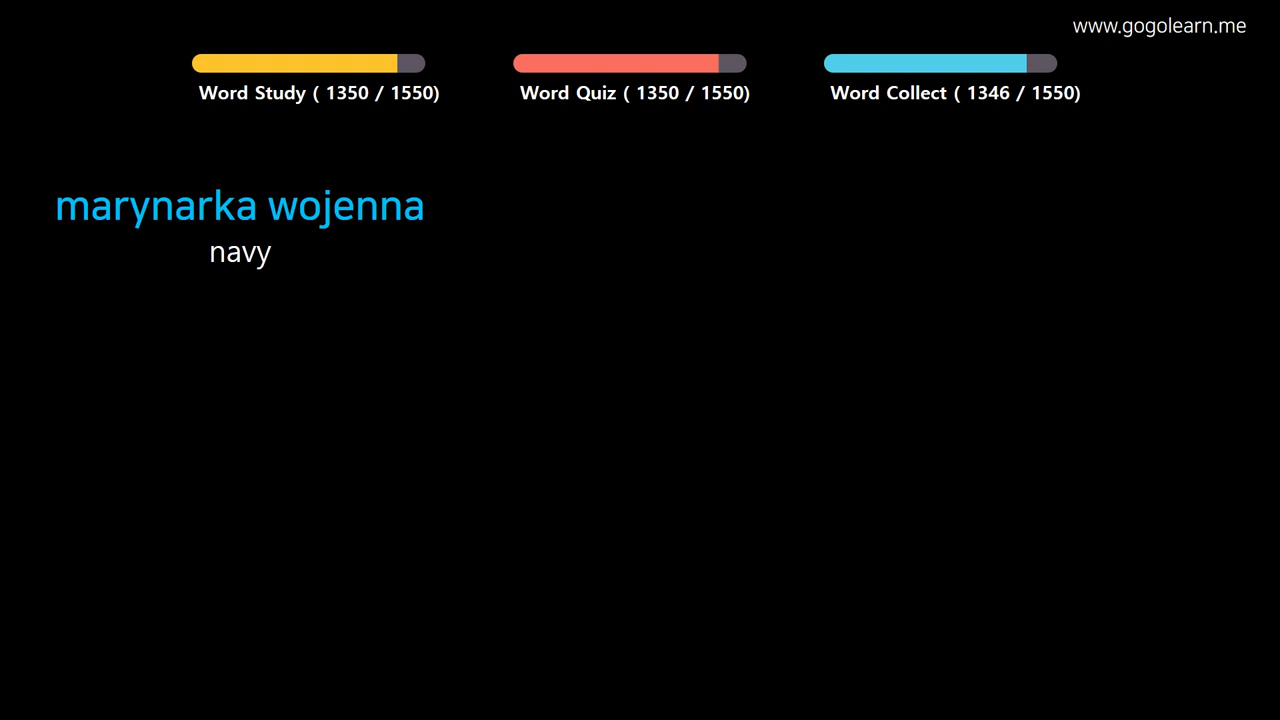 www.gogolearn.me
Word Study ( 1350 / 1550)
Word Quiz ( 1350 / 1550)
Word Collect ( 1346 / 1550)
marynarka wojenna
navy